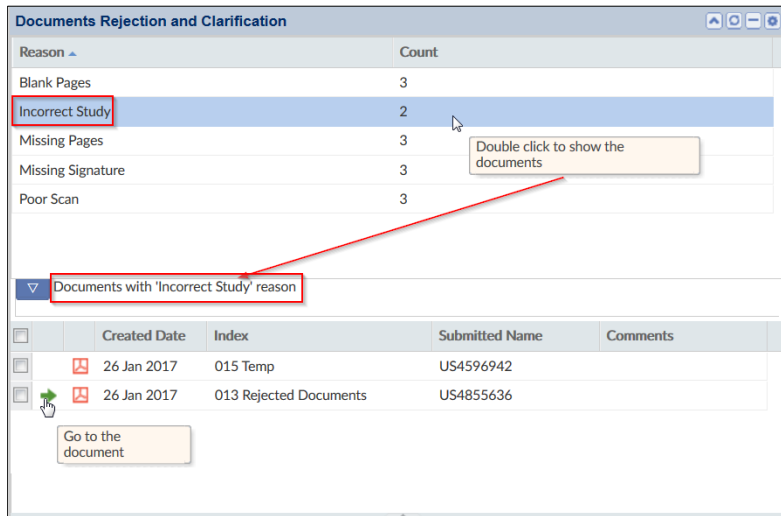 Documents Rejection and Clarification
Reason Count
Blank Pages 3
Incorrect Study 2
Missing Pages 3
Double click to show the
documents
Missing Signature 3
Poor Scan 3
Documents with 'Incorrect Study' reason
Created Date Index Submitted Name Comments
26 Jan 2017 015 Temp US4596942
26 Jan 2017 013 Rejected Documents US4855636
Go to the
document